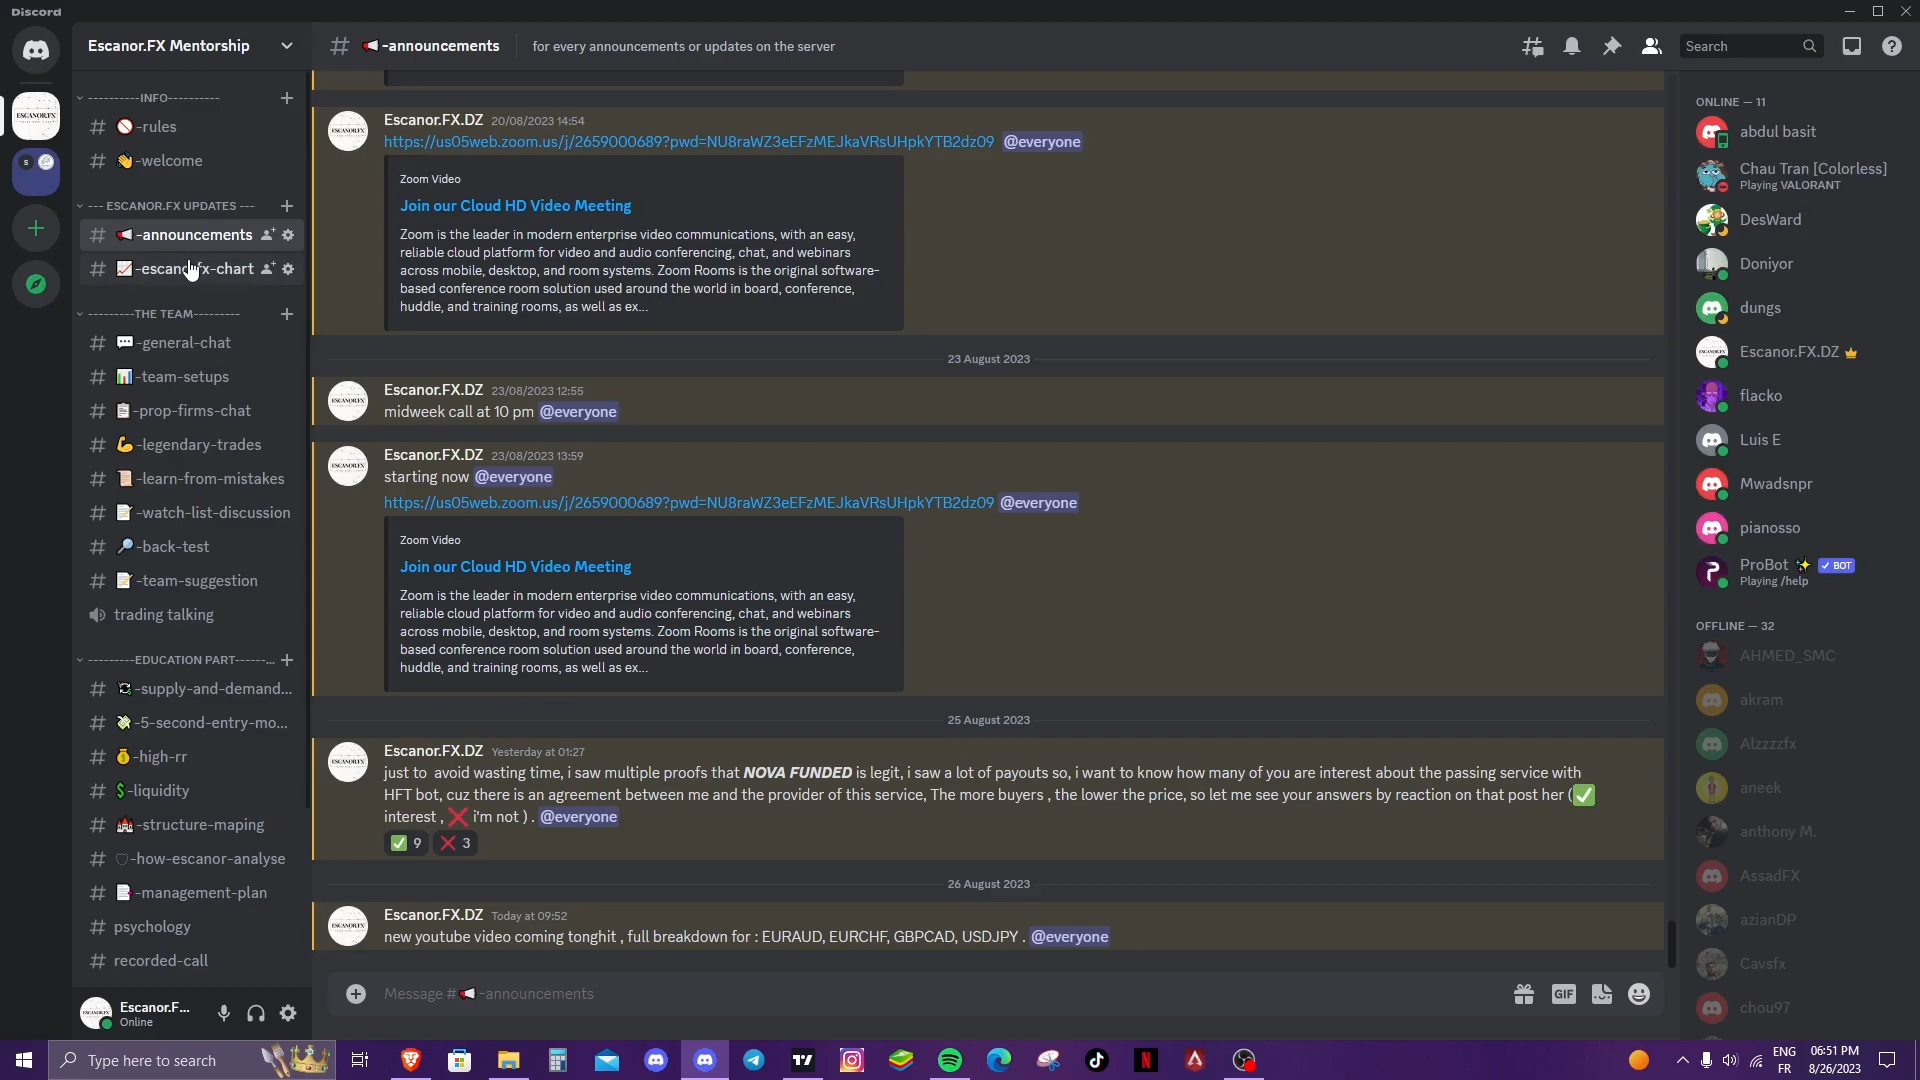 Discord
Escanor.FX Mentorship
# 📢-announcements
for every announcements or updates on the server
Search
----------INFO----------
# 🚫-rules
# 👋-welcome
--- ESCANOR.FX UPDATES ---
# 📢-announcements
ESCANOR.FX
# 📈-escan fx-chart
---------THE TEAM---------
# 💬-general-chat
# 📊-team-setups
# 📋-prop-firms-chat
# 💪-legendary-trades
# 📜-learn-from-mistakes
# 📝-watch-list-discussion
# 🔎-back-test
# 📝-team-suggestion
trading talking
---------EDUCATION PART------...
# 💱-supply-and-demand...
# 💸-5-second-entry-mo...
# 💰-high-rr
# 💲-liquidity
# 🏰-structure-maping
# 🛡-how-escanor-analyse
# 📑-management-plan
# psychology
# recorded-call
Escanor.F...
Online
Escanor.FX.DZ 20/08/2023 14:54
https://us05web.zoom.us/j/2659000689?pwd=NU8raWZ3eEFzMEJkaVRsUHpkYTB2dz09 @everyone
Zoom Video
Join our Cloud HD Video Meeting
Zoom is the leader in modern enterprise video communications, with an easy,
reliable cloud platform for video and audio conferencing, chat, and webinars
across mobile, desktop, and room systems. Zoom Rooms is the original software-
based conference room solution used around the world in board, conference,
huddle, and training rooms, as well as ex...
23 August 2023
Escanor.FX.DZ 23/08/2023 12:55
midweek call at 10 pm @everyone
Escanor.FX.DZ 23/08/2023 13:59
starting now @everyone
https://us05web.zoom.us/j/2659000689?pwd=NU8raWZ3eEFzMEJkaVRsUHpkYTB2dz09 @everyone
Zoom Video
Join our Cloud HD Video Meeting
Zoom is the leader in modern enterprise video communications, with an easy,
reliable cloud platform for video and audio conferencing, chat, and webinars
across mobile, desktop, and room systems. Zoom Rooms is the original software-
based conference room solution used around the world in board, conference,
huddle, and training rooms, as well as ex...
25 August 2023
Escanor.FX.DZ Yesterday at 01:27
just to avoid wasting time, i saw multiple proofs that NOVA FUNDED is legit, i saw a lot of payouts so, i want to know how many of you are interest about the passing service with
HFT bot, cuz there is an agreement between me and the provider of this service, The more buyers , the lower the price, so let me see your answers by reaction on that post her (✅
interest , ❌ i'm not ) . @everyone
✅ 9 ❌ 3
26 August 2023
Escanor.FX.DZ Today at 09:52
new youtube video coming tonghit , full breakdown for : EURAUD, EURCHF, GBPCAD, USDJPY . @everyone
Message #📢-announcements
GIF
ONLINE — 11
abdul basit
Chau Tran [Colorless]
Playing VALORANT
DesWard
Doniyor
dungs
Escanor.FX.DZ
flacko
Luis E
Mwadsnpr
pianosso
ProBot ✨ ✓ BOT
Playing /help
OFFLINE — 32
AHMED_SMC
akram
Alzzzzfx
aneek
anthony M.
AssadFX
azianDP
Cavsfx
chou97
Type here to search
ENG
FR
06:51 PM
8/26/2023